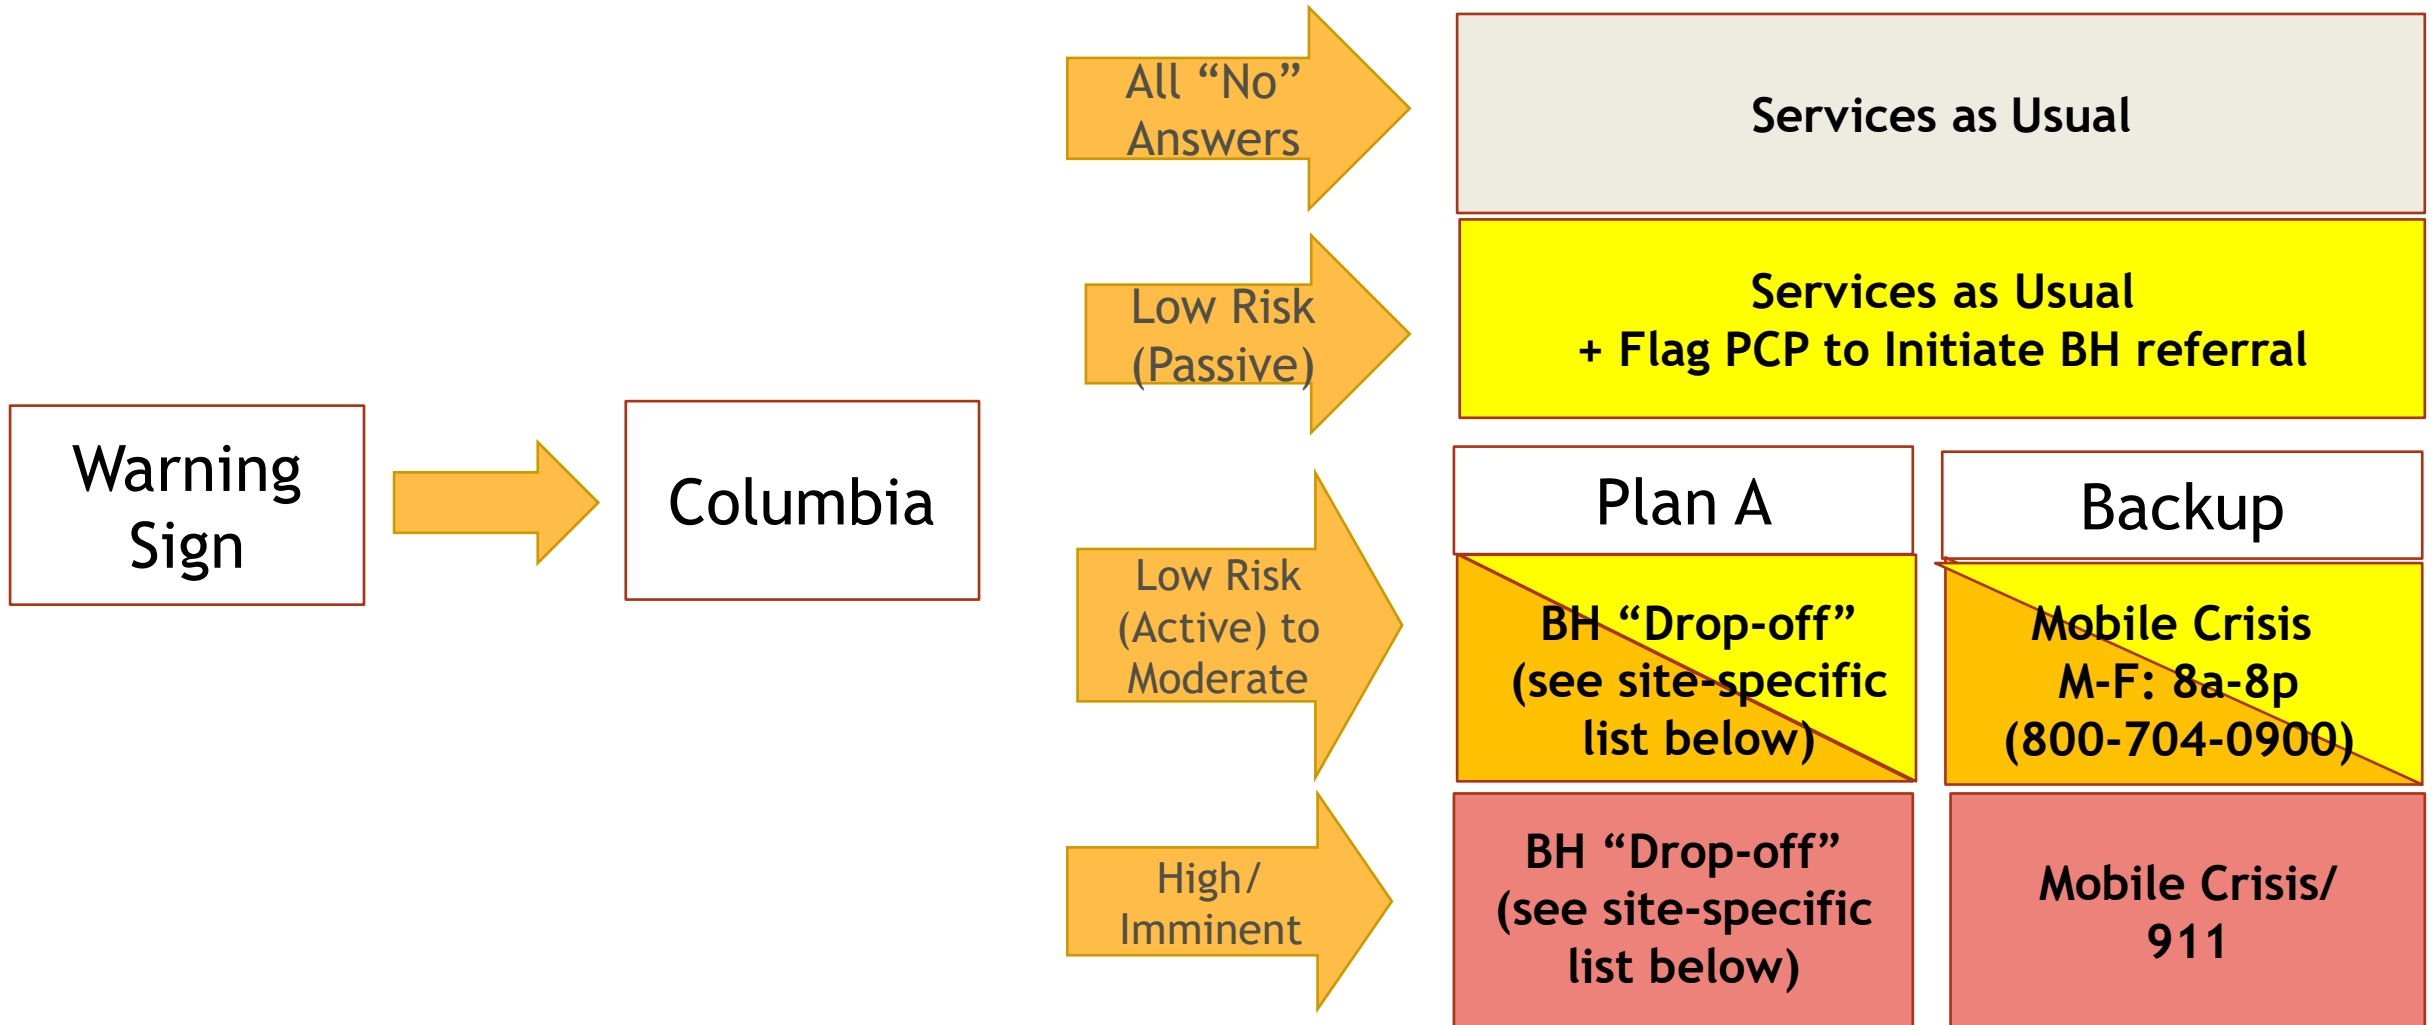 Warning
Sign
Columbia
All “No”
Answers
Services as Usual
Low Risk
(Passive)
Services as Usual
+ Flag PCP to Initiate BH referral
Plan A
Backup
Low Risk
(Active) to
Moderate
BH “Drop-off”
(see site-specific
list below)
Mobile Crisis
M-F: 8a-8p
(800-704-0900)
High/
Imminent
BH “Drop-off”
(see site-specific
list below)
Mobile Crisis/
911